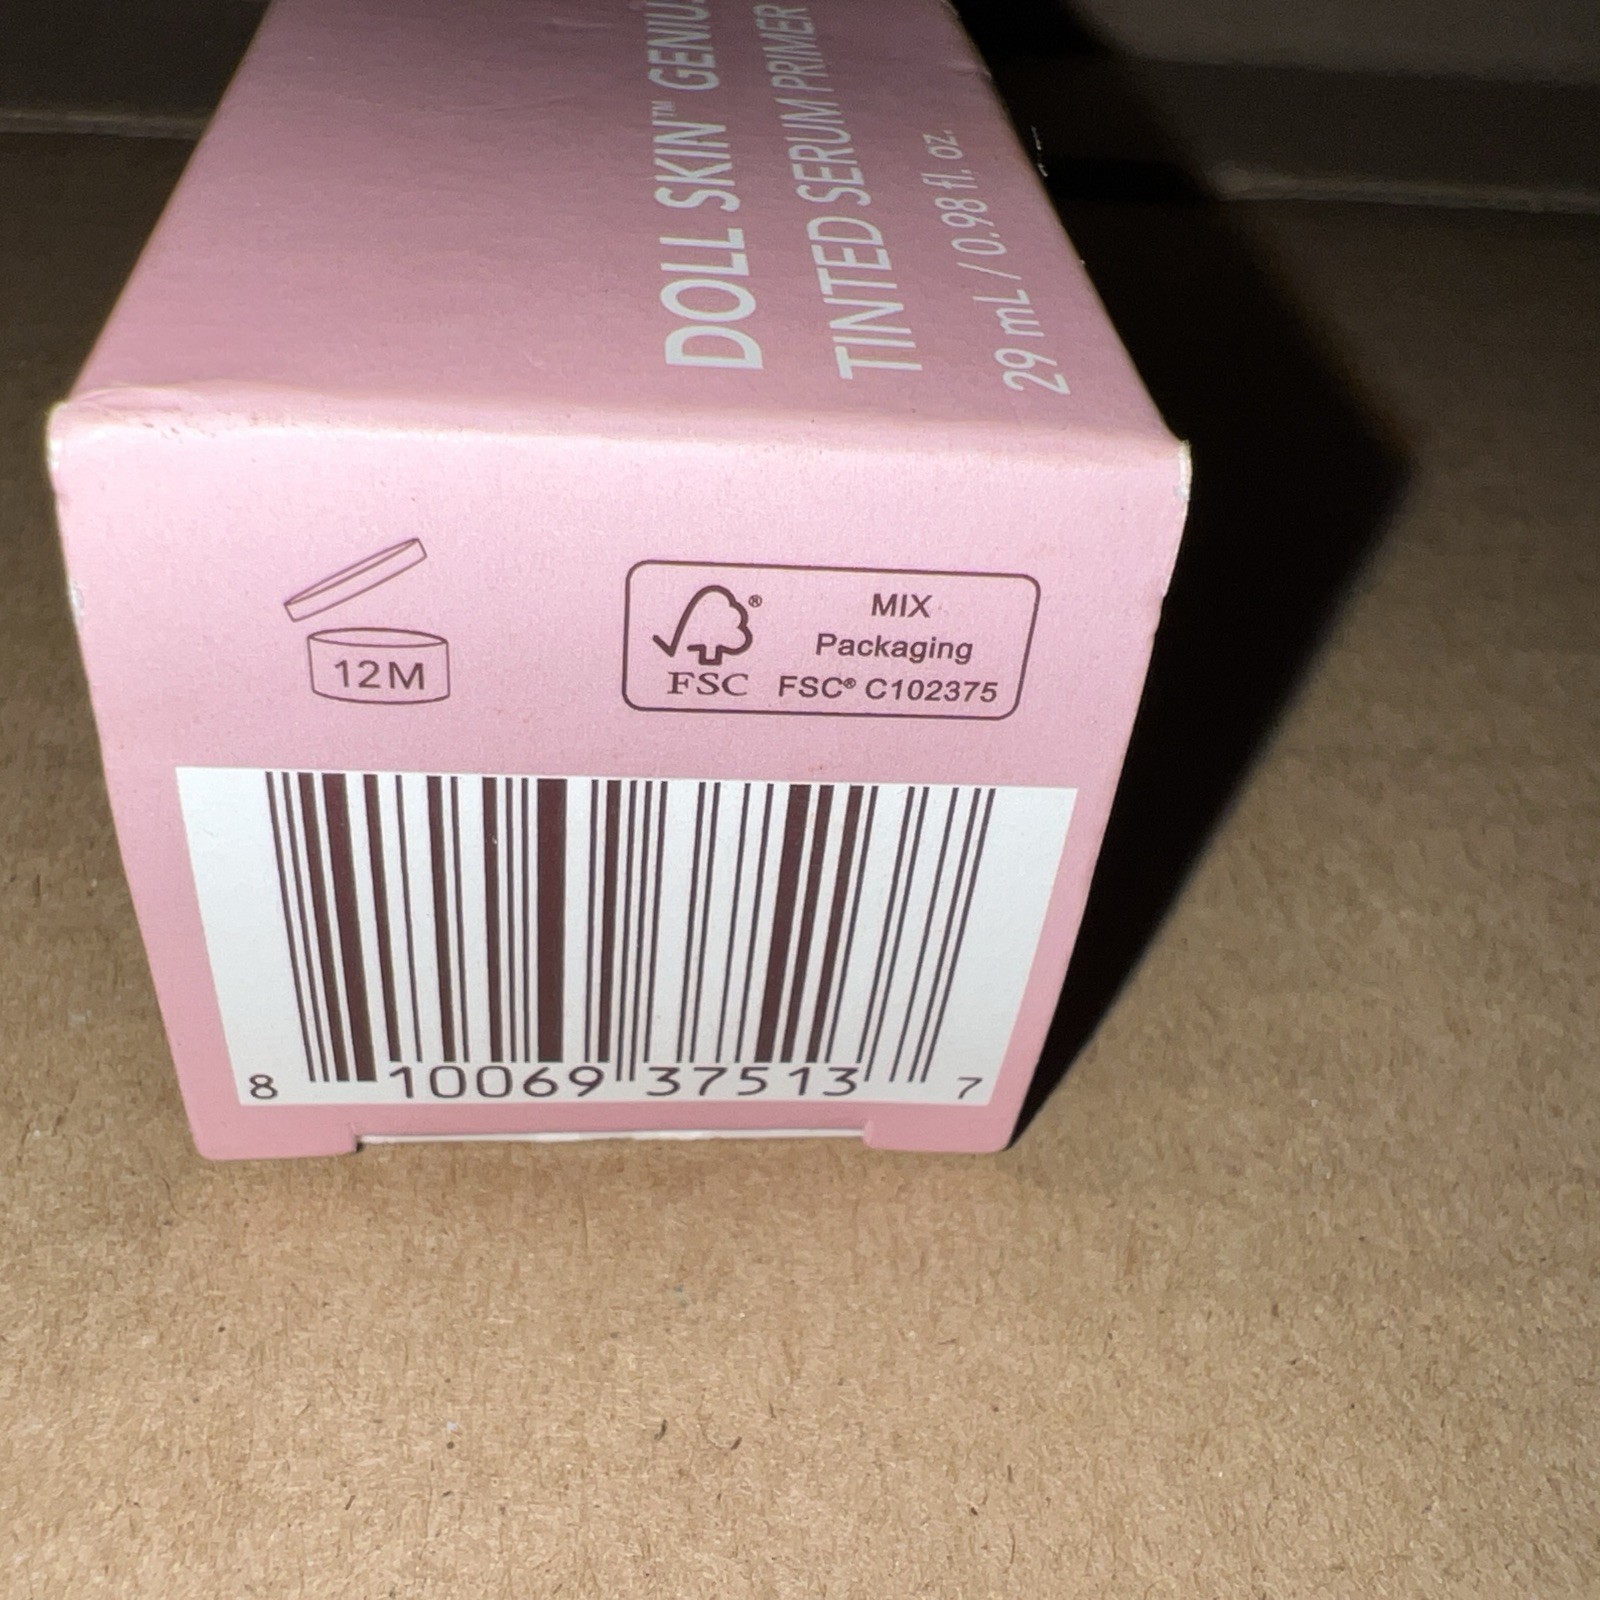 DOLL SKIN™ GENIUS
TINTED SERUM PRIMER
29 mL / 0.98 fl. oz.
12M
FSC®
MIX
Packaging
FSC® C102375
8 10069 37513 7